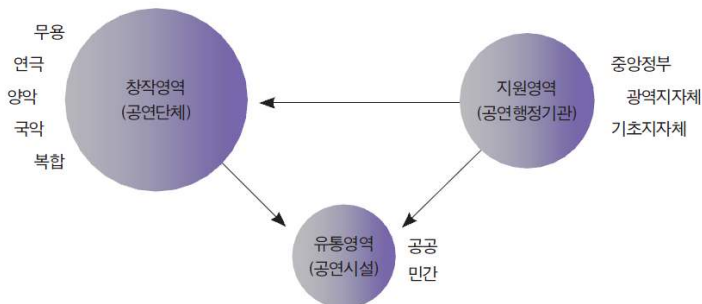 무용
연극
양악
국악
복합
창작영역
(공연단체)
지원영역
(공연행정기관)
중앙정부
광역지자체
기초지자체
유통영역
(공연시설)
공공
민간